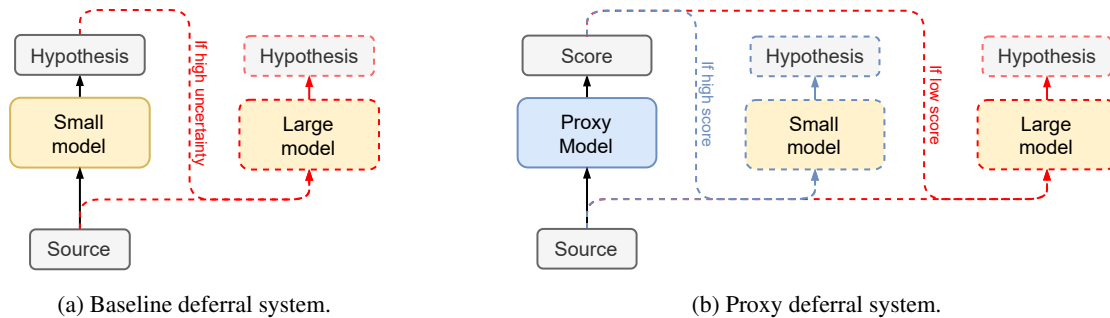 Hypothesis
If high uncertainty
Hypothesis
Small
model
Large
model
Source
(a) Baseline deferral system.
Score
If high score
Hypothesis
If low score
Hypothesis
Proxy
Model
Small
model
Large
model
Source
(b) Proxy deferral system.